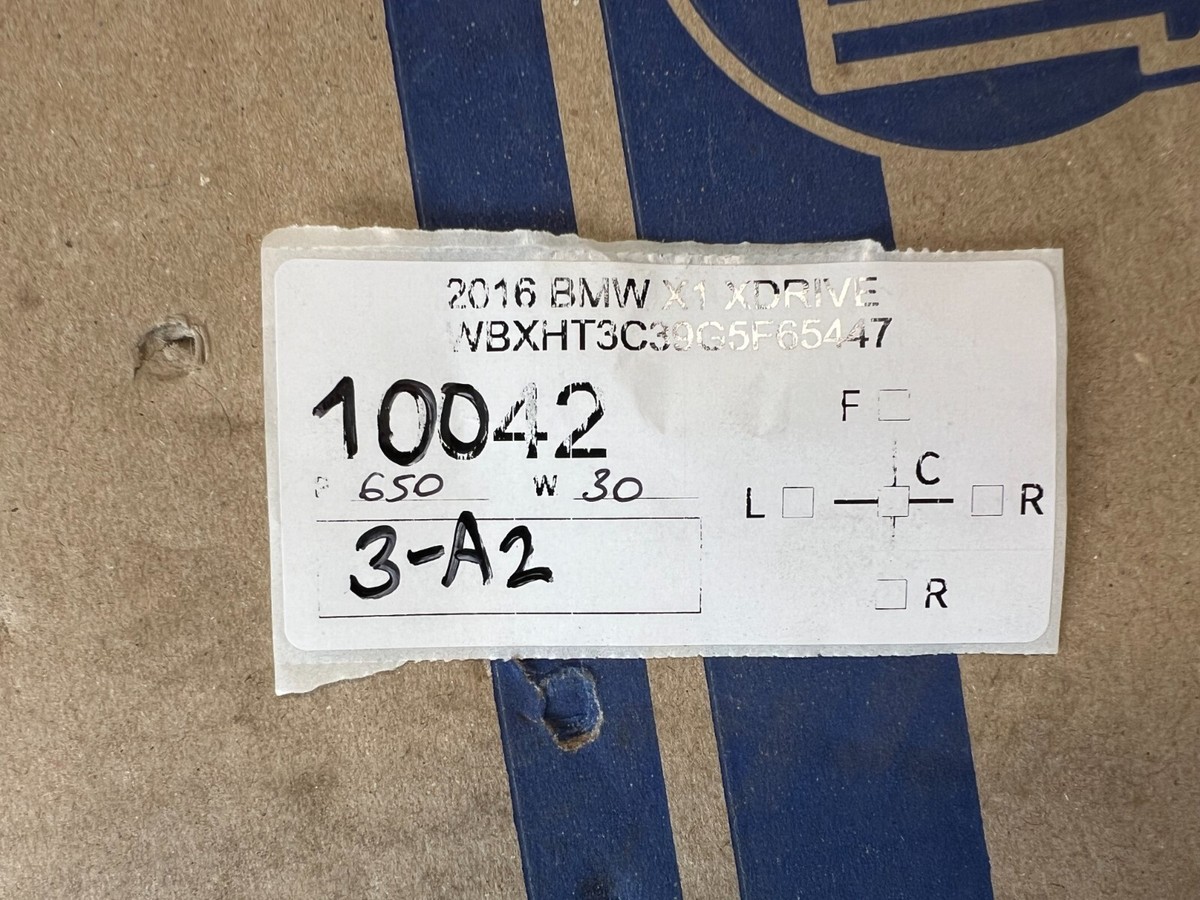 2016 BMW X1 XDRIVE
WBXHT3C39G5F65447
10042
P 650 W 30
3-A2
F
C
L R
R